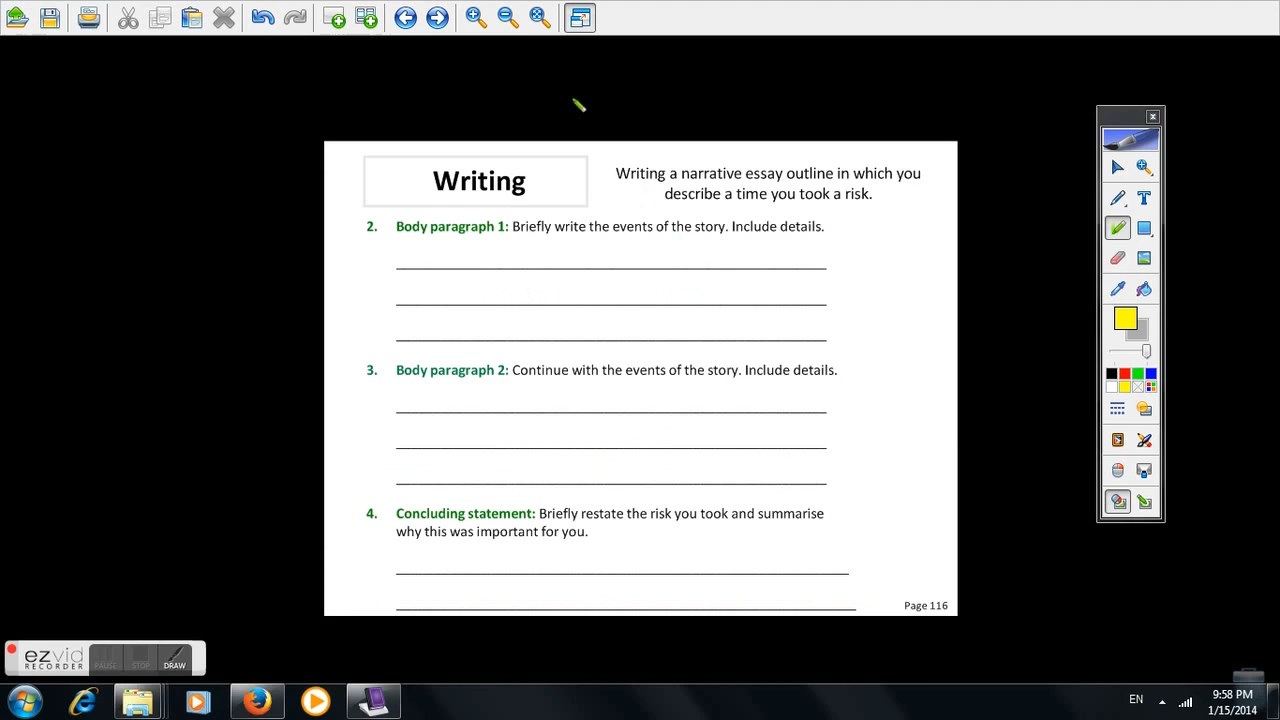 Writing
Writing a narrative essay outline in which you
describe a time you took a risk.
2. Body paragraph 1: Briefly write the events of the story. Include details.
3. Body paragraph 2: Continue with the events of the story. Include details.
4. Concluding statement: Briefly restate the risk you took and summarise
why this was important for you.
Page 116
ezvid
RECORDER
PAUSE
STOP
DRAW
EN
9:58 PM
1/15/2014